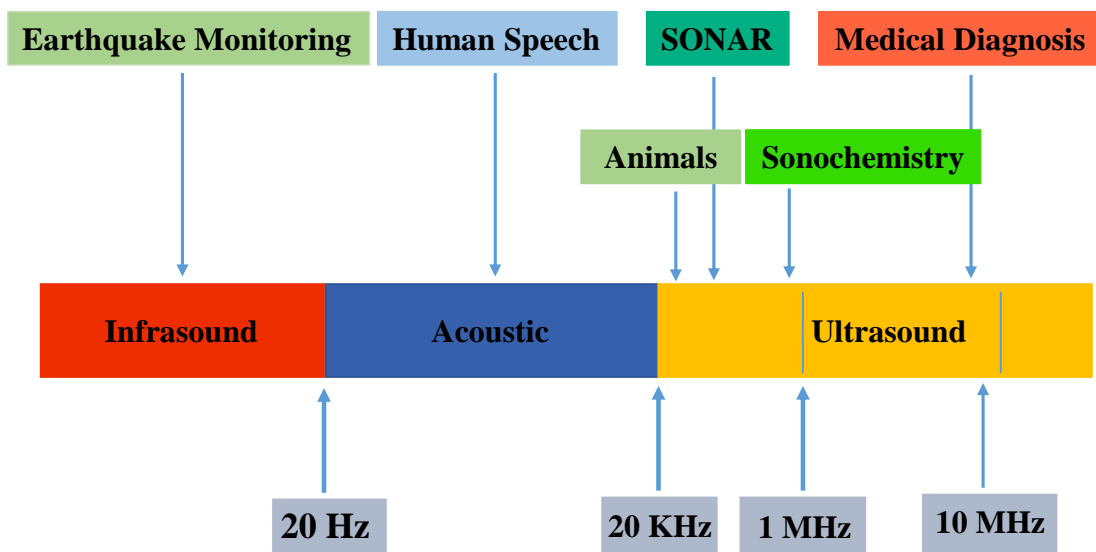 Earthquake Monitoring
Human Speech
SONAR
Medical Diagnosis
Animals
Sonochemistry
Infrasound
Acoustic
Ultrasound
20 Hz
20 KHz
1 MHz
10 MHz